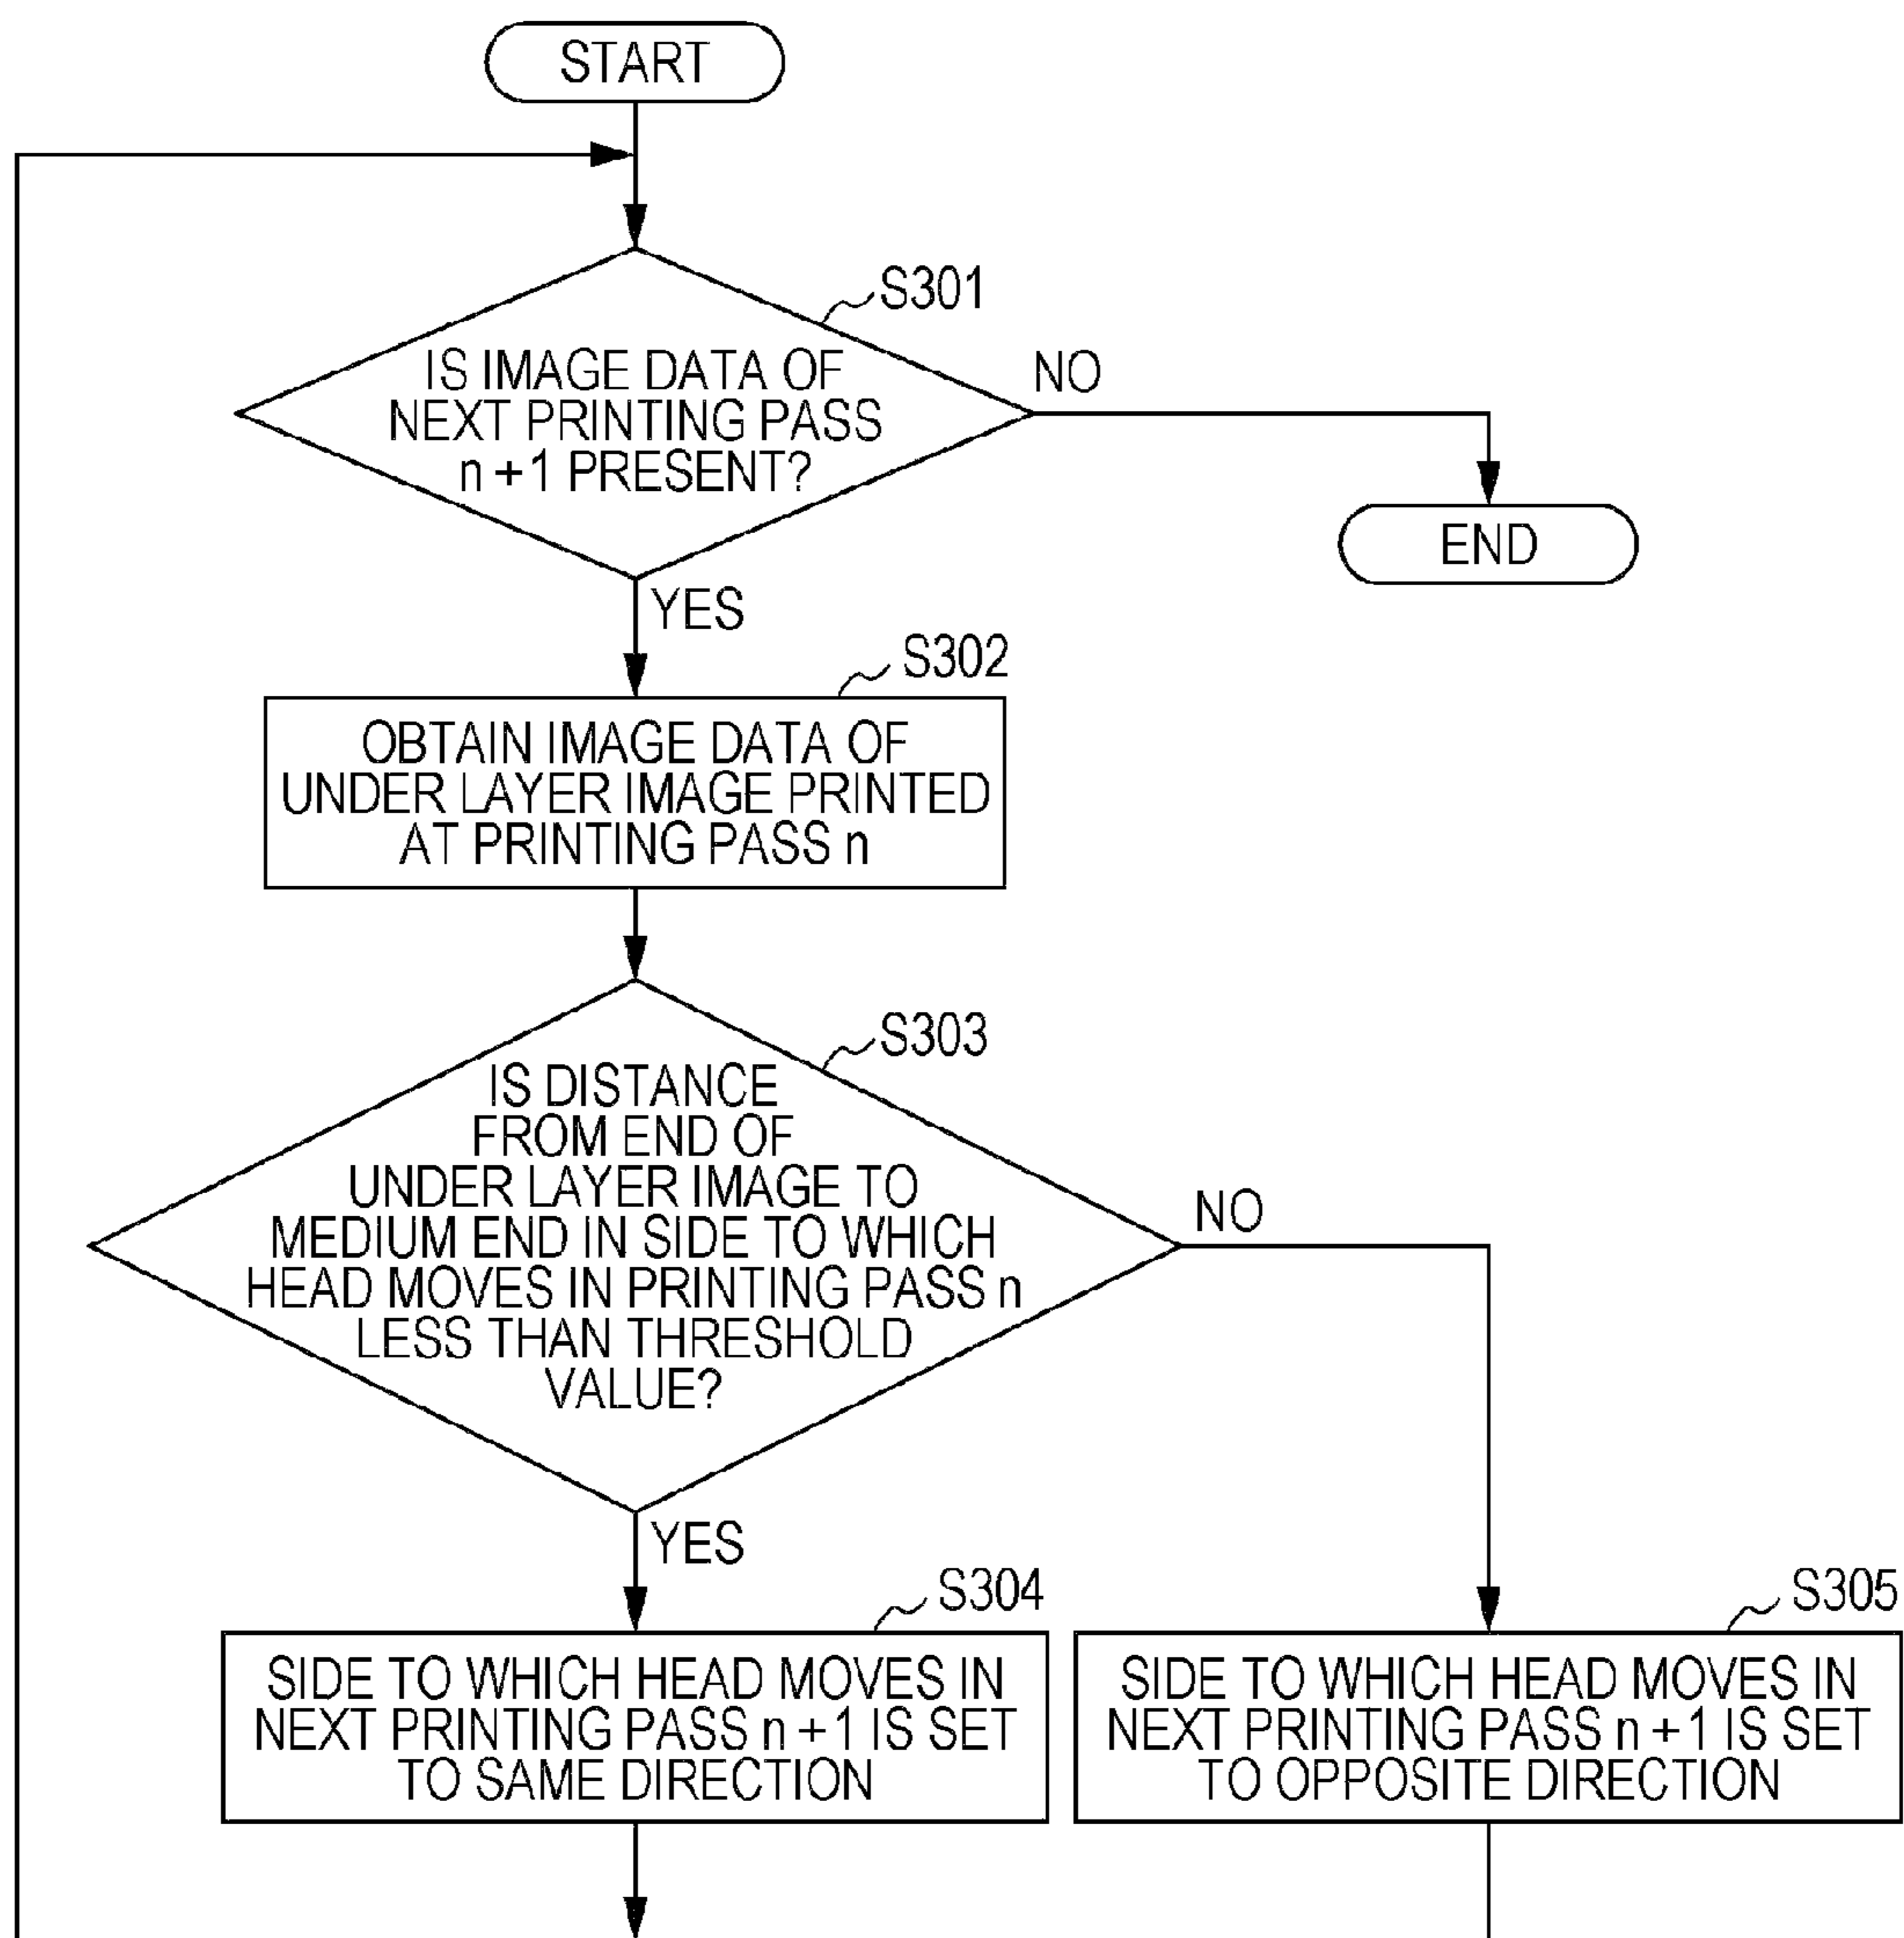 START
S301
IS IMAGE DATA OF
NEXT PRINTING PASS
n + 1 PRESENT?
NO
END
YES
S302
OBTAIN IMAGE DATA OF
UNDER LAYER IMAGE PRINTED
AT PRINTING PASS n
S303
IS DISTANCE
FROM END OF
UNDER LAYER IMAGE TO
MEDIUM END IN SIDE TO WHICH
HEAD MOVES IN PRINTING PASS n
LESS THAN THRESHOLD
VALUE?
NO
YES
S304
SIDE TO WHICH HEAD MOVES IN
NEXT PRINTING PASS n + 1 IS SET
TO SAME DIRECTION
S305
SIDE TO WHICH HEAD MOVES IN
NEXT PRINTING PASS n + 1 IS SET
TO OPPOSITE DIRECTION